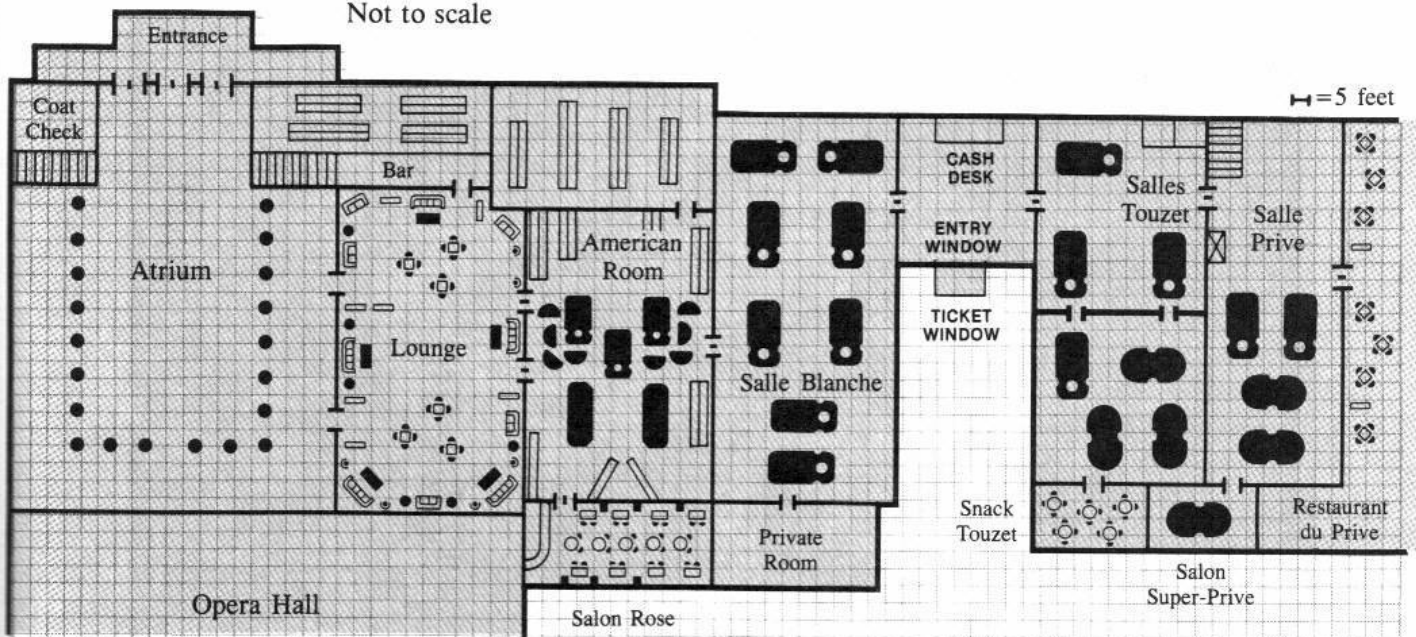 Not to scale
Entrance
= 5 feet
Coat
Check
Bar
CASH
DESK
Salles
Touzet
Salle
Prive
American
Room
ENTRY
WINDOW
Atrium
TICKET
WINDOW
Lounge
Salle Blanche
Snack
Touzet
Restaurant
du Prive
Private
Room
Salon
Super-Prive
Opera Hall
Salon Rose